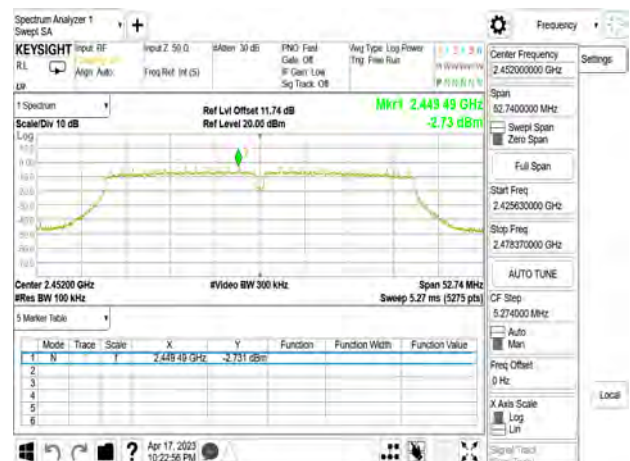 Spectrum Analyzer 1
Swept SA
+
Frequency
KEYSIGHT
Input: RF
Input Z: 50 Ω
#Atten: 30 dB
PNO: Fast
Avg Type: Log-Power
RL
Align: Auto
Freq Ref: Int (S)
Gate: Off
Trig: Free Run
IF Gain: Low
Sig Track: Off
1 Spectrum
Scale/Div 10 dB
Ref Lvl Offset 11.74 dB
Ref Level 20.00 dBm
Mkr1 2.449 49 GHz
-2.73 dBm
Log
Center 2.45200 GHz
#Video BW 300 kHz
Span 52.74 MHz
#Res BW 100 kHz
Sweep 5.27 ms (5275 pts)
5 Marker Table
Mode Trace Scale X Y Function Function Width Function Value
1 N f 2.449 49 GHz -2.731 dBm
2
3
4
5
6
Apr 17, 2023
10:22:56 PM
Center Frequency
2.452000000 GHz
Settings
Span
52.7400000 MHz
Swept Span
Zero Span
Full Span
Start Freq
2.425630000 GHz
Stop Freq
2.478370000 GHz
AUTO TUNE
CF Step
5.274000 MHz
Auto
Man
Freq Offset
0 Hz
X Axis Scale
Log
Lin
Local
Signal Track